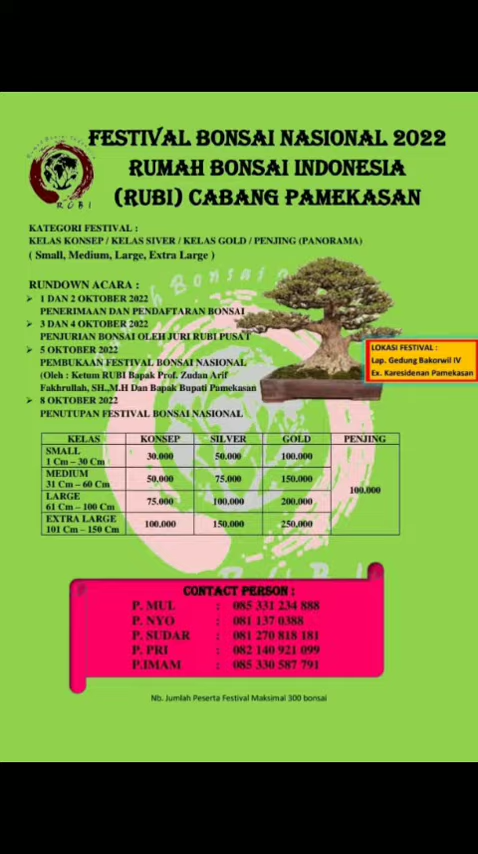 FESTIVAL BONSAI NASIONAL 2022
RUMAH BONSAI INDONESIA
(RUBI) CABANG PAMEKASAN
R U B I
KATEGORI FESTIVAL :
KELAS KONSEP / KELAS SIVER / KELAS GOLD / PENJING (PANORAMA)
( Small, Medium, Large, Extra Large )
RUNDOWN ACARA :
➢ 1 DAN 2 OKTOBER 2022
PENERIMAAN DAN PENDAFTARAN BONSAI
➢ 3 DAN 4 OKTOBER 2022
PENJURIAN BONSAI OLEH JURI RUBI PUSAT
➢ 5 OKTOBER 2022
PEMBUKAAN FESTIVAL BONSAI NASIONAL
(Oleh : Ketum RUBI Bapak Prof. Zudan Arif
Fakhrullah, SH.,M.H Dan Bapak Bupati Pamekasan
➢ 8 OKTOBER 2022
PENUTUPAN FESTIVAL BONSAI NASIONAL
LOKASI FESTIVAL :
Lap. Gedung Bakorwil IV
Ex. Karesidenan Pamekasan
KELAS KONSEP SILVER GOLD PENJING
SMALL
1 Cm – 30 Cm 30.000 50.000 100.000
MEDIUM
31 Cm – 60 Cm 50.000 75.000 150.000
100.000
LARGE
61 Cm – 100 Cm 75.000 100.000 200.000
EXTRA LARGE
101 Cm – 150 Cm 100.000 150.000 250.000
CONTACT PERSON :
P. MUL : 085 331 234 888
P. NYO : 081 137 0388
P. SUDAR : 081 270 818 181
P. PRI : 082 140 921 099
P.IMAM : 085 330 587 791
Nb. Jumlah Peserta Festival Maksimal 300 bonsai